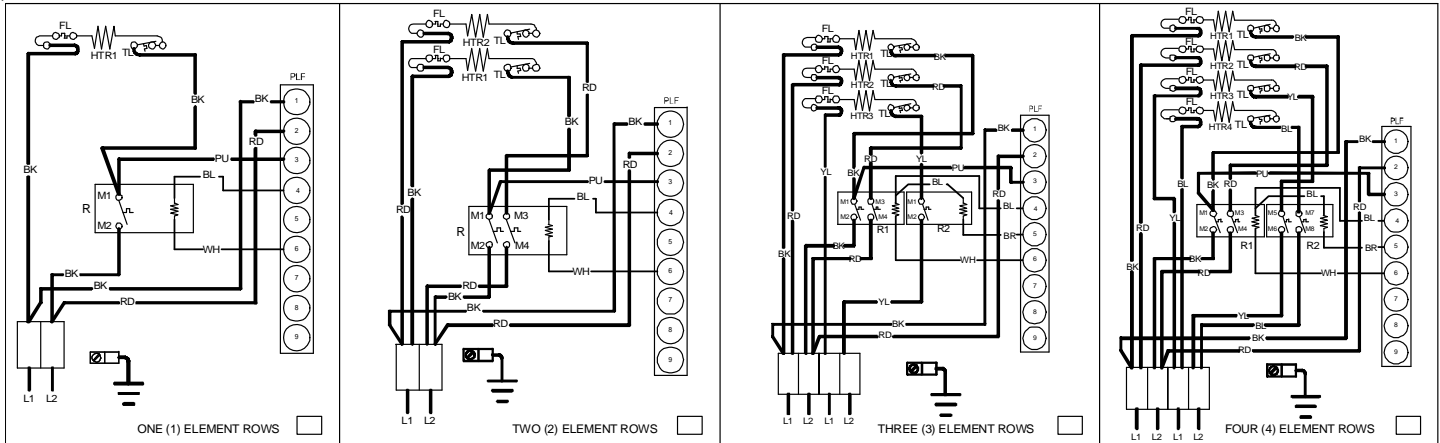 FL
HTR1
TL
BK
BK
PLF
BK
1
RD
2
PU
3
BL
4
5
WH
6
7
8
9
M1
R
M2
BK
BK
RD
L1 L2
ONE (1) ELEMENT ROWS
FL
HTR2
TL
FL
HTR1
TL
RD
BK
BK
RD
PLF
BK
1
RD
2
PU
3
BL
4
5
WH
6
7
8
9
M1 M3
R
M2 M4
RD
BK
BK
RD
L1 L2
TWO (2) ELEMENT ROWS
FL
HTR1
TL
BK
FL
HTR2
TL
RD
FL
HTR3
TL
YL
BK
RD
YL
RD
BK
PLF
BK
1
RD
2
PU
3
BL
BL
4
BR
5
WH
6
7
8
9
M1 M3 M1
M2 M4 M2
R1 R2
BK
RD
YL
BK
RD
L1 L2 L1 L2
THREE (3) ELEMENT ROWS
FL
HTR1
TL
BK
FL
HTR2
TL
RD
FL
HTR3
TL
YL
FL
HTR4
TL
BL
BL
BK
RD
RD
YL
BK
PLF
BK
1
2
PU
3
RD
BL
4
BL
BR
5
WH
6
7
8
9
M1 M3 M5 M7
M2 M4 M6 M8
R1 R2
BK
RD
YL
BL
BK
RD
L1 L2 L1 L2
FOUR (4) ELEMENT ROWS